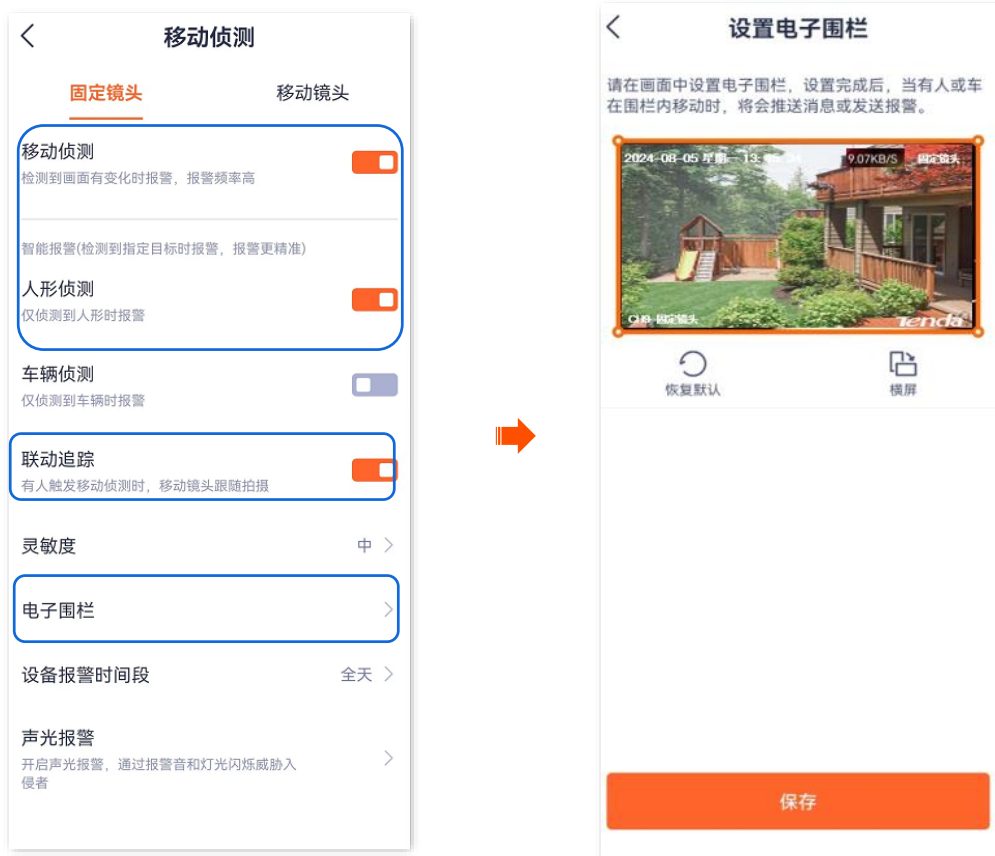 移动侦测
固定镜头
移动镜头
移动侦测
检测到画面有变化时报警，报警频率高
智能报警(检测到指定目标时报警，报警更精准)
人形侦测
仅侦测到人形时报警
车辆侦测
仅侦测到车辆时报警
联动追踪
有人触发移动侦测时，移动镜头跟随拍摄
灵敏度
中
电子围栏
设备报警时间段
全天
声光报警
开启声光报警，通过报警音和灯光闪烁威胁入
侵者
设置电子围栏
请在画面中设置电子围栏，设置完成后，当有人或车
在围栏内移动时，将会推送消息或发送报警。
2024-08-05 星期一 13:
9.07KB/S
固定镜头
固定镜头
Tenda
恢复默认
横屏
保存